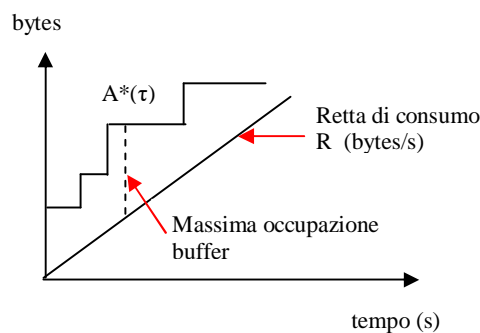 bytes
A*(τ)
Retta di consumo
R (bytes/s)
Massima occupazione
buffer
tempo (s)